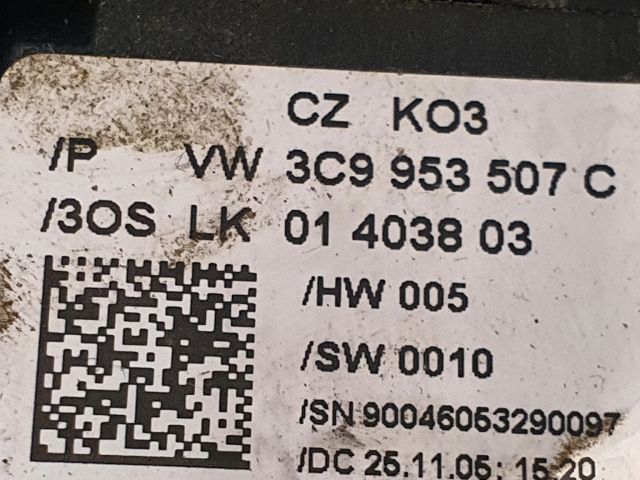 CZ KO3
/P VW 3C9 953 507 C
/3OS LK 01 4038 03
/HW 005
/SW 0010
/SN 90046053290097
/DC 25.11.05; 15.20